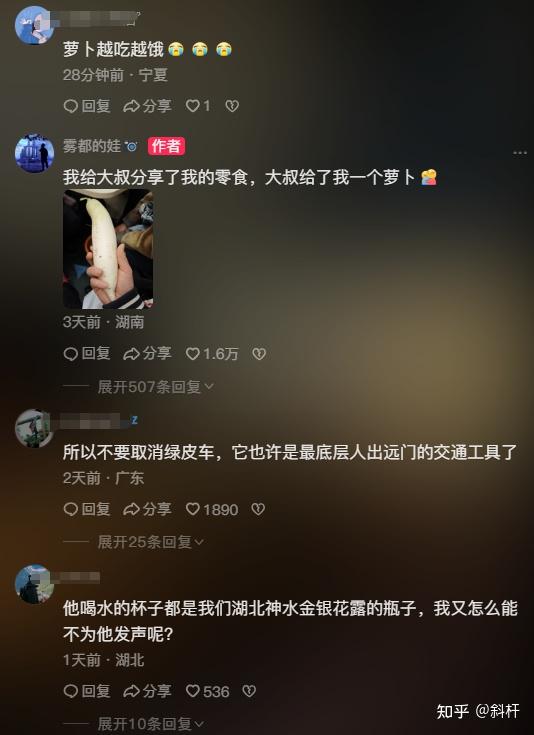 萝卜越吃越饿😭😭😭
28分钟前 · 宁夏
回复 分享 1
雾都的娃 作者
我给大叔分享了我的零食，大叔给了我一个萝卜
3天前 · 湖南
回复 分享 1.6万
展开507条回复
所以不要取消绿皮车，它也许是最底层人出远门的交通工具了
2天前 · 广东
回复 分享 1890
展开25条回复
他喝水的杯子都是我们湖北神水金银花露的瓶子，我又怎么能
不为他发声呢？
1天前 · 湖北
回复 分享 536
展开10条回复
知乎 @斜杆